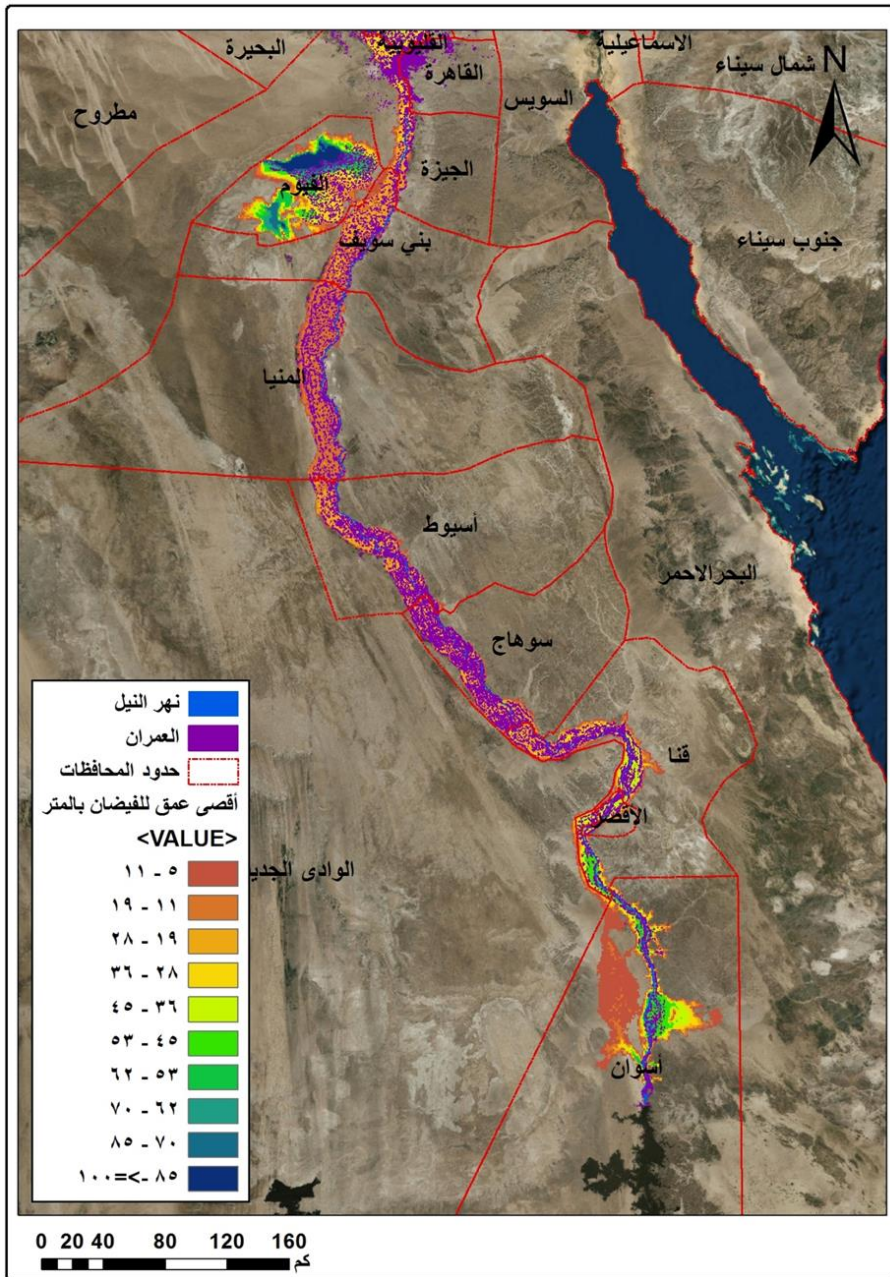 القليوبية
البحيرة
الاسماعيلية
شمال سيناء
N
القاهرة
السويس
مطروح
الجيزة
الفيوم
بني سويف
جنوب سيناء
المنيا
أسيوط
البحر الاحمر
سوهاج
قنا
الاقصر
الوادى الجديد
أسوان
نهر النيل
العمران
حدود المحافظات
أقصى عمق للفيضان بالمتر
<VALUE>
٥ - ١١
١١ - ١٩
١٩ - ٢٨
٢٨ - ٣٦
٣٦ - ٤٥
٤٥ - ٥٣
٥٣ - ٦٢
٦٢ - ٧٠
٧٠ - ٨٥
٨٥ -> =١٠٠
0 20 40 80 120 160
كم